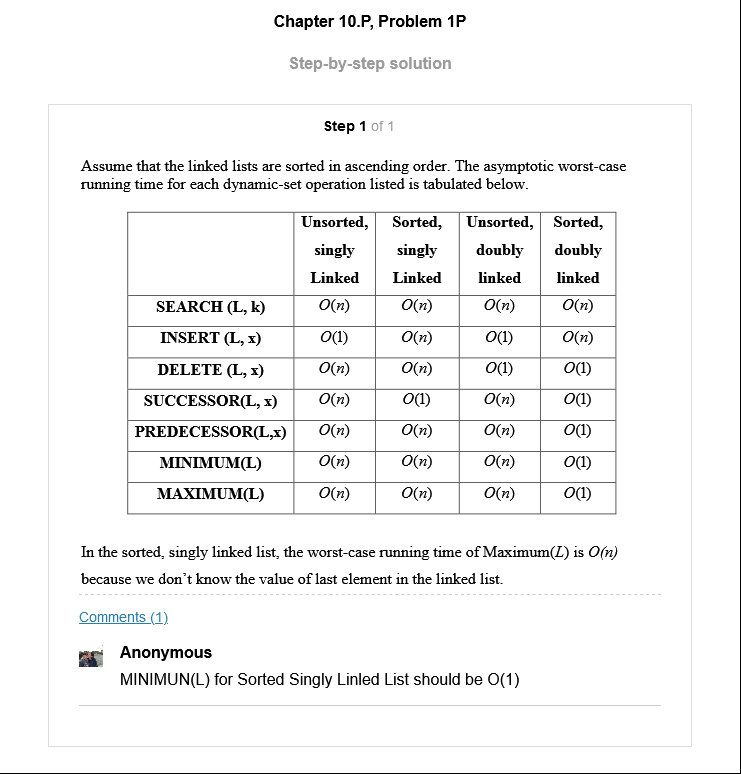 Chapter 10.P, Problem 1P
Step-by-step solution
Step 1 of 1
Assume that the linked lists are sorted in ascending order. The asymptotic worst-case
running time for each dynamic-set operation listed is tabulated below.
Unsorted, Sorted, Unsorted, Sorted,
singly singly doubly doubly
Linked Linked linked linked
SEARCH (L, k) O(n) O(n) O(n) O(n)
INSERT (L, x) O(1) O(n) O(1) O(n)
DELETE (L, x) O(n) O(n) O(1) O(1)
SUCCESSOR(L, x) O(n) O(1) O(n) O(1)
PREDECESSOR(L,x) O(n) O(n) O(n) O(1)
MINIMUM(L) O(n) O(n) O(n) O(1)
MAXIMUM(L) O(n) O(n) O(n) O(1)
In the sorted, singly linked list, the worst-case running time of Maximum(L) is O(n)
because we don't know the value of last element in the linked list.
Comments (1)
Anonymous
MINIMUN(L) for Sorted Singly Linled List should be O(1)